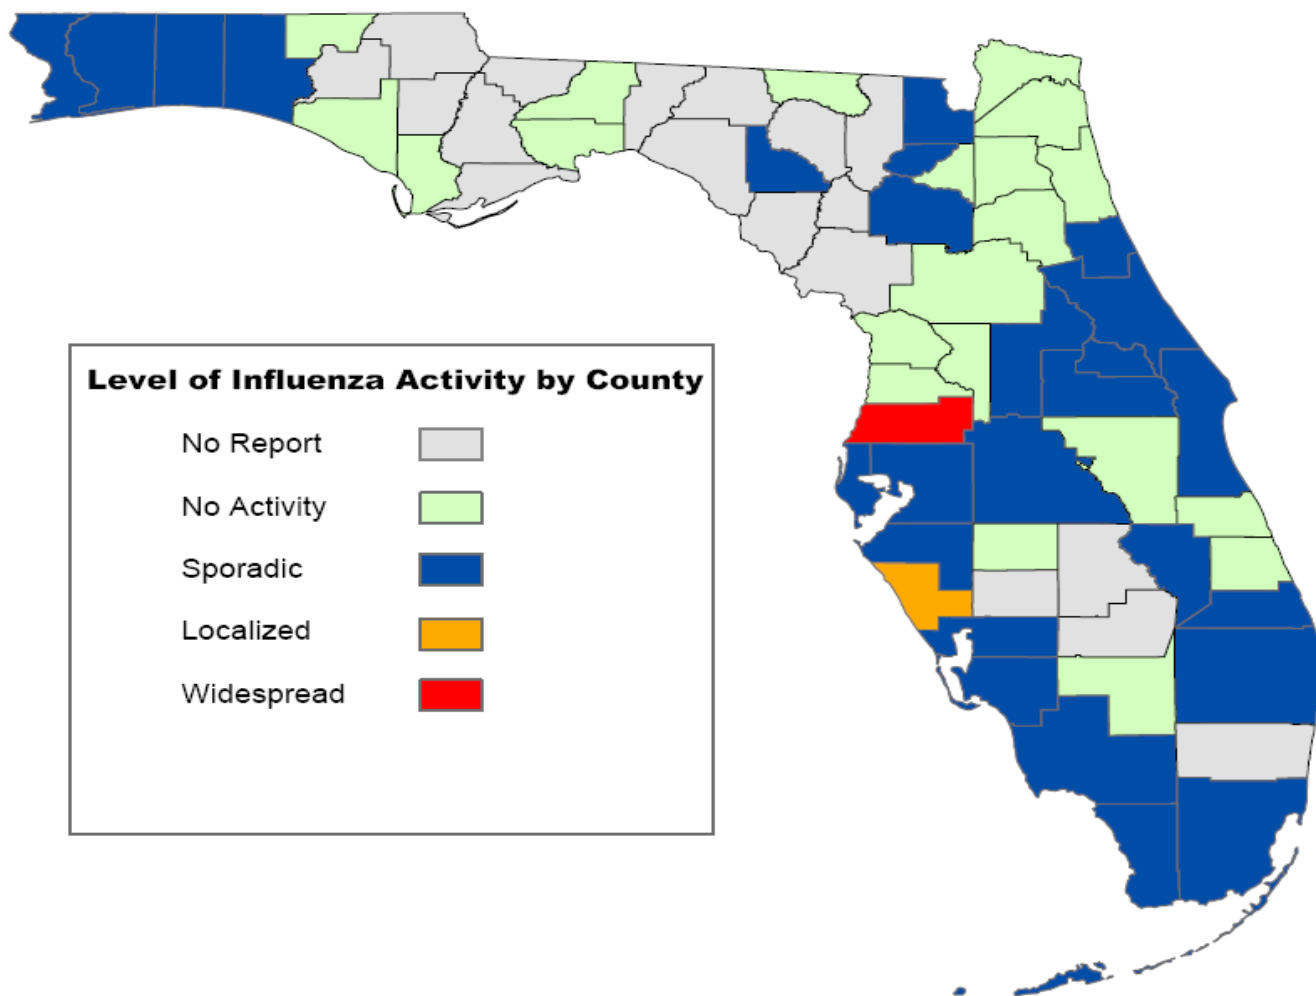 Level of Influenza Activity by County
No Report
No Activity
Sporadic
Localized
Widespread